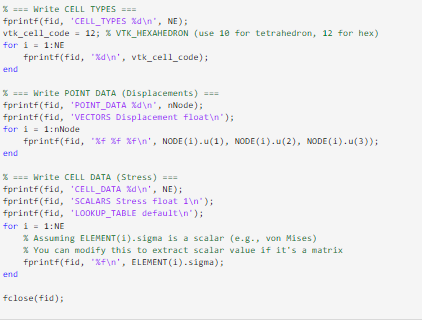 % === Write CELL TYPES ===
fprintf(fid, 'CELL_TYPES %d\n', NE);
vtk_cell_code = 12; % VTK_HEXAHEDRON (use 10 for tetrahedron, 12 for hex)
for i = 1:NE
    fprintf(fid, '%d\n', vtk_cell_code);
end

% === Write POINT DATA (Displacements) ===
fprintf(fid, 'POINT_DATA %d\n', nNode);
fprintf(fid, 'VECTORS Displacement float\n');
for i = 1:nNode
    fprintf(fid, '%f %f %f\n', NODE(i).u(1), NODE(i).u(2), NODE(i).u(3));
end

% === Write CELL DATA (Stress) ===
fprintf(fid, 'CELL_DATA %d\n', NE);
fprintf(fid, 'SCALARS Stress float 1\n');
fprintf(fid, 'LOOKUP_TABLE default\n');
for i = 1:NE
    % Assuming ELEMENT(i).sigma is a scalar (e.g., von Mises)
    % You can modify this to extract scalar value if it's a matrix
    fprintf(fid, '%f\n', ELEMENT(i).sigma);
end

fclose(fid);